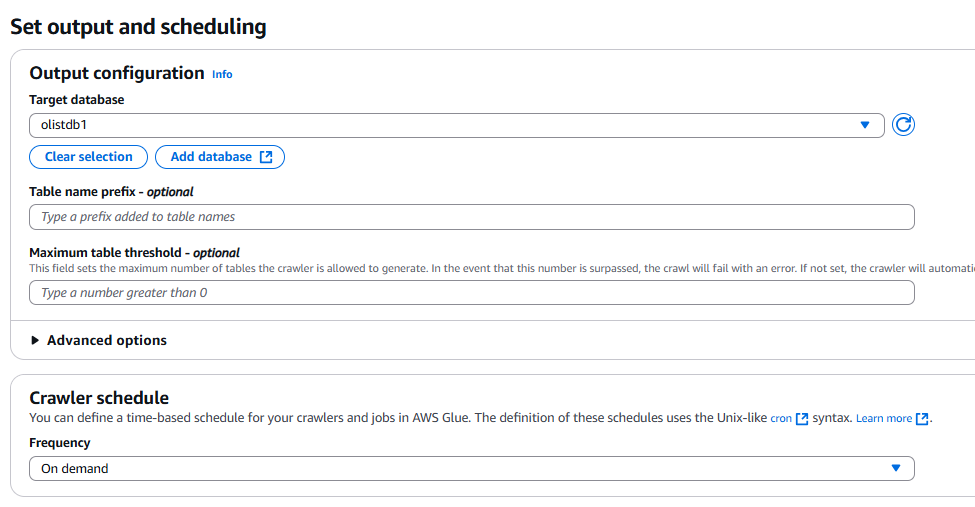 Set output and scheduling
Output configuration Info
Target database
olistdb1
Clear selection
Add database
Table name prefix - optional
Type a prefix added to table names
Maximum table threshold - optional
This field sets the maximum number of tables the crawler is allowed to generate. In the event that this number is surpassed, the crawl will fail with an error. If not set, the crawler will
Type a number greater than 0
Advanced options
Crawler schedule
You can define a time-based schedule for your crawlers and jobs in AWS Glue. The definition of these schedules uses the Unix-like cron syntax. Learn more.
Frequency
On demand